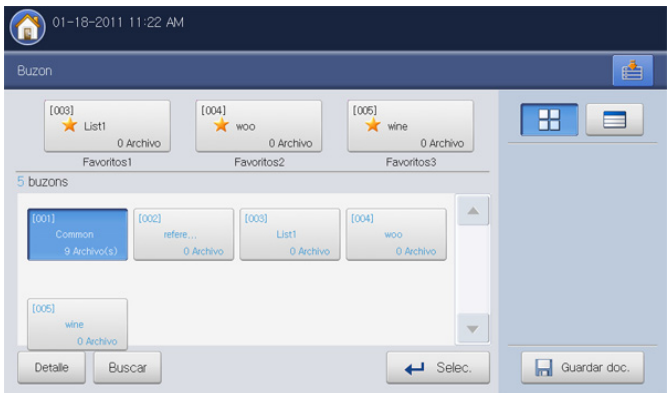 01-18-2011 11:22 AM
Buzon
[003] [004] [005]
List1 woo wine
0 Archivo 0 Archivo 0 Archivo
Favoritos1 Favoritos2 Favoritos3
5 buzons
[001] [002] [003] [004]
Common refere... List1 woo
9 Archivo(s) 0 Archivo 0 Archivo 0 Archivo
[005]
wine
0 Archivo
Detalle Buscar Selec. Guardar doc.